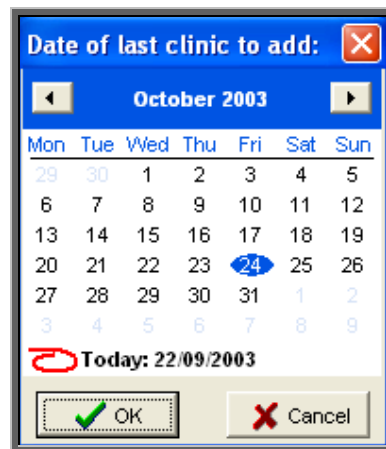 Date of last clinic to add:
October 2003
Mon Tue Wed Thu Fri Sat Sun
29 30 1 2 3 4 5
6 7 8 9 10 11 12
13 14 15 16 17 18 19
20 21 22 23 24 25 26
27 28 29 30 31 1 2
3 4 5 6 7 8 9
Today: 22/09/2003
OK Cancel